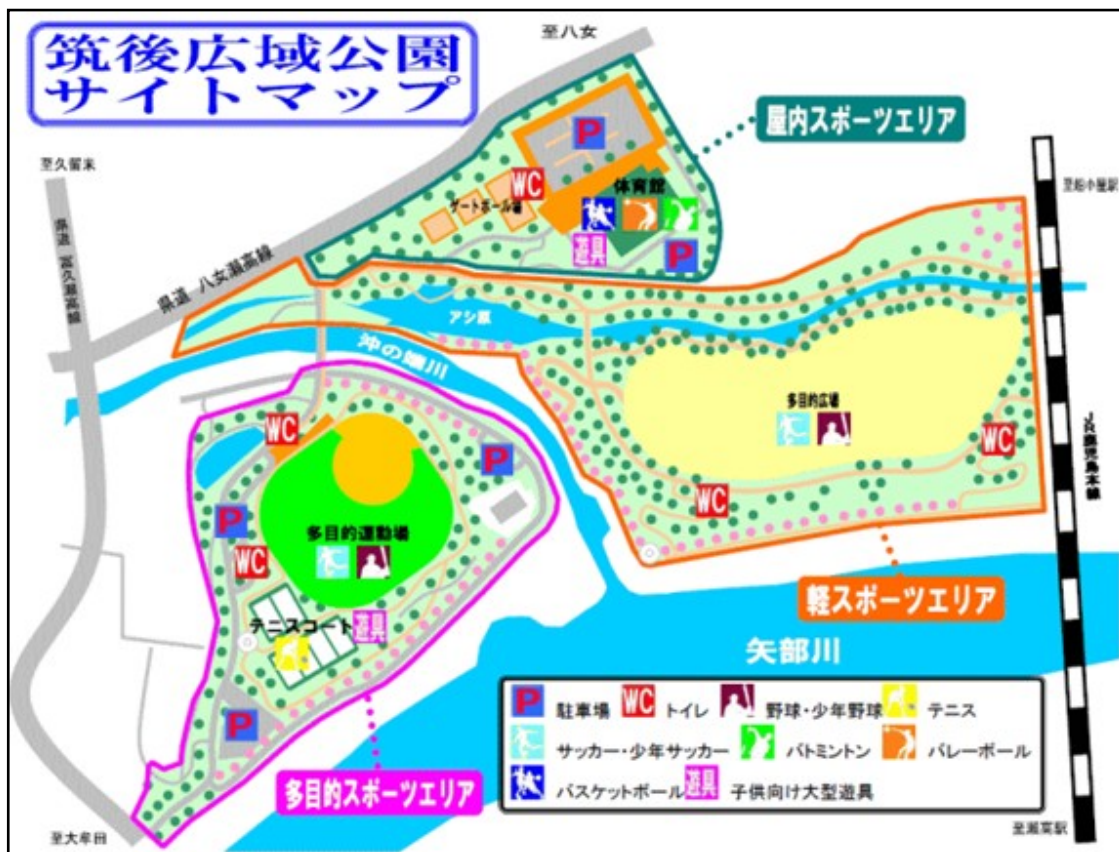 筑後広域公園
サイトマップ
至八女
屋内スポーツエリア
至久留米
P
体育館
WC
ゲートボール場
遊具
P
至船小屋駅
県道 富久瀬高線
県道 八女瀬高線
アシ原
沖の端川
多目的広場
WC
WC
JR鹿児島本線
WC
P
P
多目的運動場
WC
テニスコート
遊具
P
軽スポーツエリア
矢部川
多目的スポーツエリア
P 駐車場 WC トイレ 野球・少年野球 テニス
サッカー・少年サッカー バトミントン バレーボール
バスケットボール 遊具 子供向け大型遊具
至大牟田
至瀬高駅